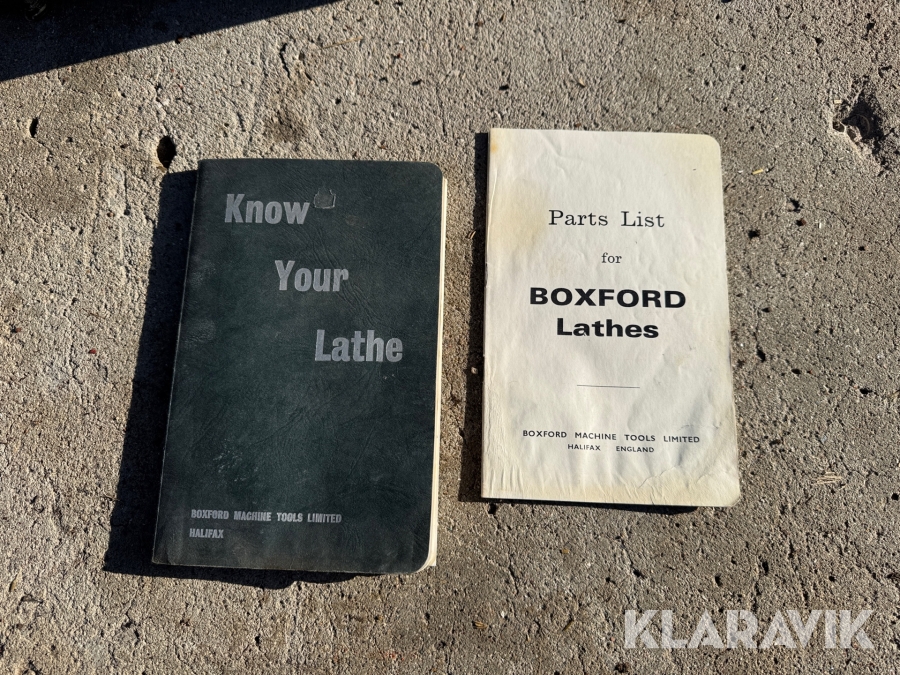 Know
Your
Lathe
BOXFORD MACHINE TOOLS LIMITED
HALIFAX
Parts List
for
BOXFORD
Lathes
BOXFORD MACHINE TOOLS LIMITED
HALIFAX ENGLAND
KLARAVIK